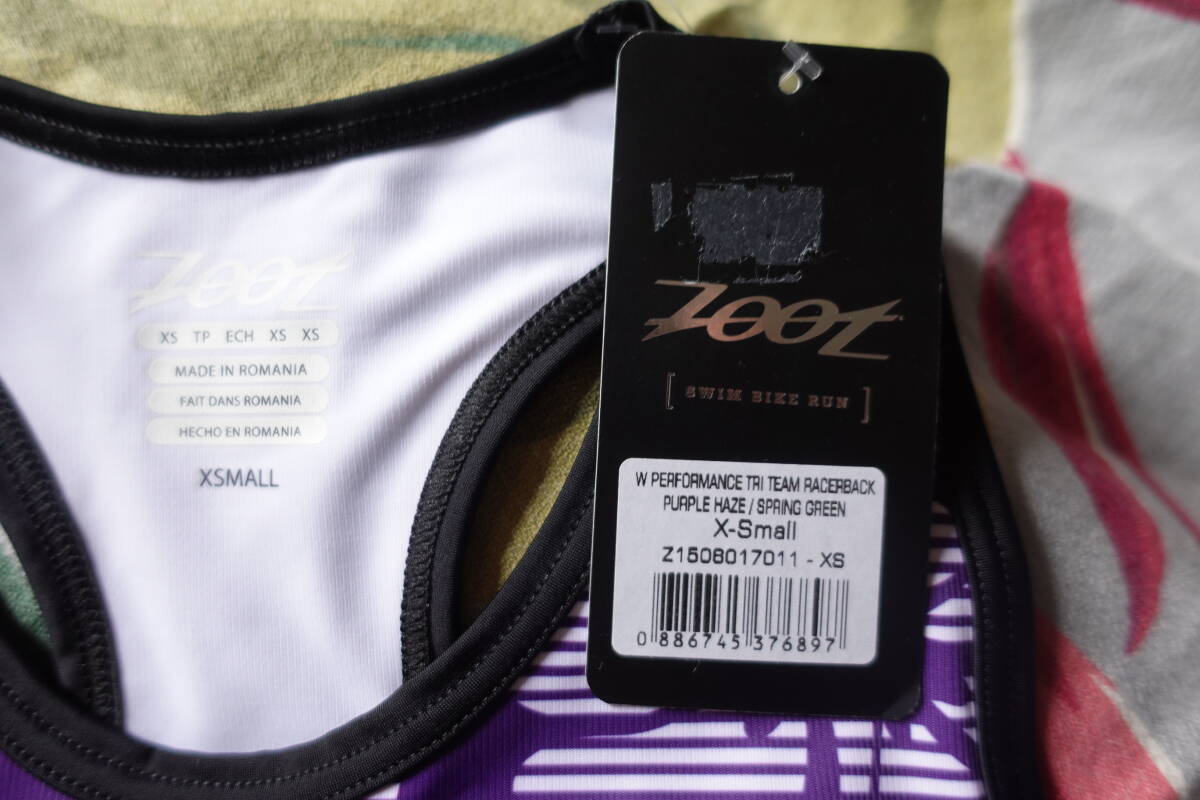 ZOOT
XS TP ECH XS XS
MADE IN ROMANIA
FAIT DANS ROMANIA
HECHO EN ROMANIA
XSMALL
ZOOT
[ SWIM BIKE RUN ]
W PERFORMANCE TRI TEAM RACERBACK
PURPLE HAZE / SPRING GREEN
X-Small
Z1508017011 - XS
0 886745 376897